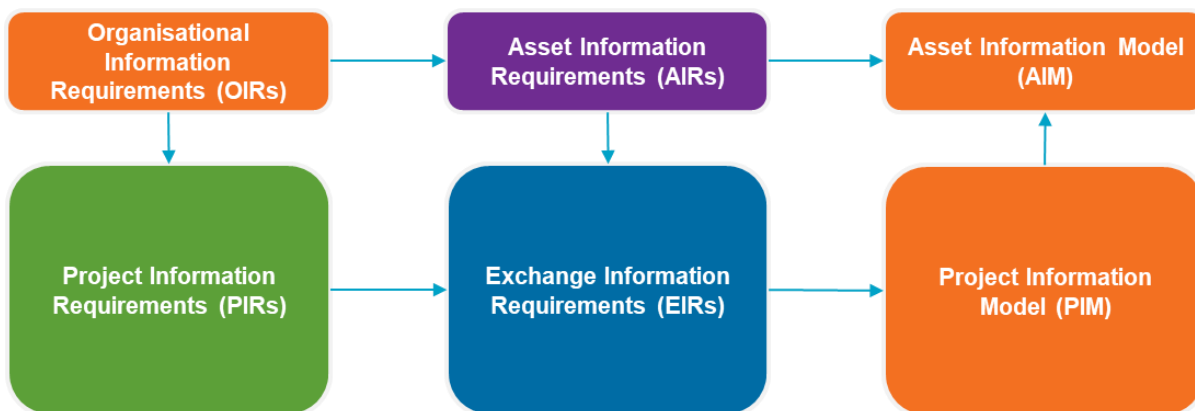 Organisational
Information
Requirements (OIRs)
Asset Information
Requirements (AIRs)
Asset Information Model
(AIM)
Project Information
Requirements (PIRs)
Exchange Information
Requirements (EIRs)
Project Information
Model (PIM)